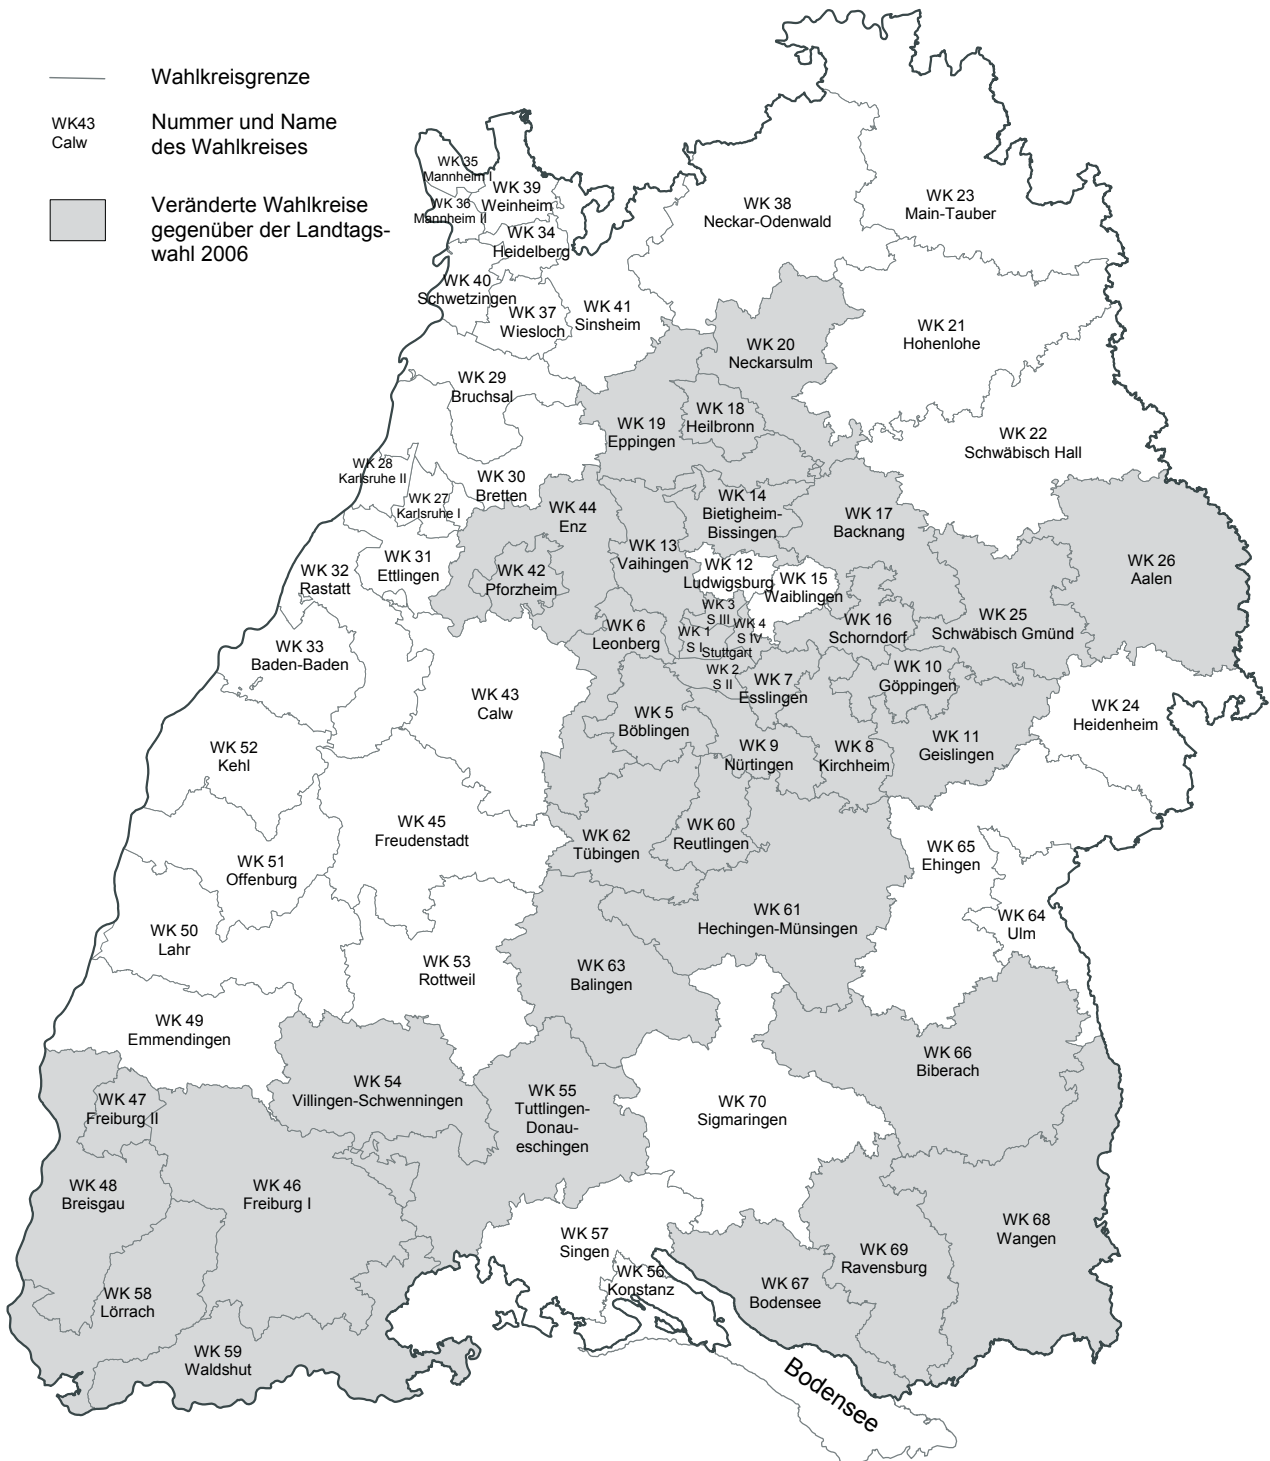 Wahlkreisgrenze
WK43
Calw
Nummer und Name
des Wahlkreises
Veränderte Wahlkreise
gegenüber der Landtags-
wahl 2006
WK 35
Mannheim I
WK 36
Mannheim II
WK 39
Weinheim
WK 34
Heidelberg
WK 40
Schwetzingen
WK 37
Wiesloch
WK 41
Sinsheim
WK 38
Neckar-Odenwald
WK 23
Main-Tauber
WK 21
Hohenlohe
WK 20
Neckarsulm
WK 29
Bruchsal
WK 19
Eppingen
WK 18
Heilbronn
WK 22
Schwäbisch Hall
WK 28
Karlsruhe II
WK 27
Karlsruhe I
WK 30
Bretten
WK 44
Enz
WK 14
Bietigheim-
Bissingen
WK 17
Backnang
WK 26
Aalen
WK 32
Rastatt
WK 31
Ettlingen
WK 42
Pforzheim
WK 13
Vaihingen
WK 12
Ludwigsburg
WK 15
Waiblingen
WK 3
S III
WK 4
S IV
WK 1
S I
Stuttgart
WK 2
S II
WK 6
Leonberg
WK 16
Schorndorf
WK 25
Schwäbisch Gmünd
WK 33
Baden-Baden
WK 43
Calw
WK 5
Böblingen
WK 7
Esslingen
WK 10
Göppingen
WK 24
Heidenheim
WK 52
Kehl
WK 9
Nürtingen
WK 8
Kirchheim
WK 11
Geislingen
WK 45
Freudenstadt
WK 62
Tübingen
WK 60
Reutlingen
WK 65
Ehingen
WK 51
Offenburg
WK 64
Ulm
WK 50
Lahr
WK 53
Rottweil
WK 63
Balingen
WK 61
Hechingen-Münsingen
WK 49
Emmendingen
WK 66
Biberach
WK 47
Freiburg II
WK 54
Villingen-Schwenningen
WK 55
Tuttlingen-
Donau-
eschingen
WK 70
Sigmaringen
WK 48
Breisgau
WK 46
Freiburg I
WK 57
Singen
WK 56
Konstanz
WK 67
Bodensee
WK 69
Ravensburg
WK 68
Wangen
WK 58
Lörrach
WK 59
Waldshut
Bodensee